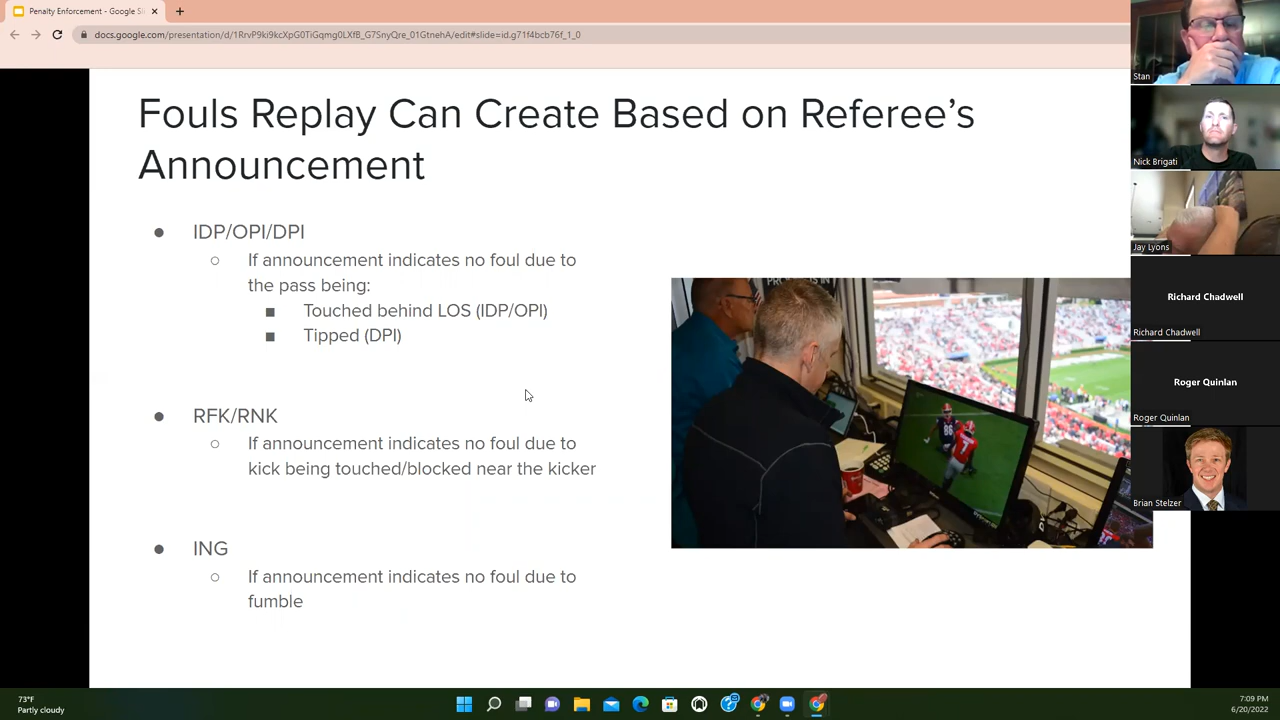 Penalty Enforcement - Google Sli
docs.google.com/presentation/d/1RrvP9ki9kcXpG0TiGqmg0LXfB_G7SnyQre_01GtnehA/edit#slide=id.g71f4bcb76f_1_0
Fouls Replay Can Create Based on Referee's
Announcement
● IDP/OPI/DPI
○ If announcement indicates no foul due to
the pass being:
■ Touched behind LOS (IDP/OPI)
■ Tipped (DPI)
● RFK/RNK
○ If announcement indicates no foul due to
kick being touched/blocked near the kicker
● ING
○ If announcement indicates no foul due to
fumble
Stan
Nick Brigati
Jay Lyons
Richard Chadwell
Richard Chadwell
Roger Quinlan
Roger Quinlan
Brian Stelzer
73°F
Partly cloudy
7:09 PM
6/20/2022